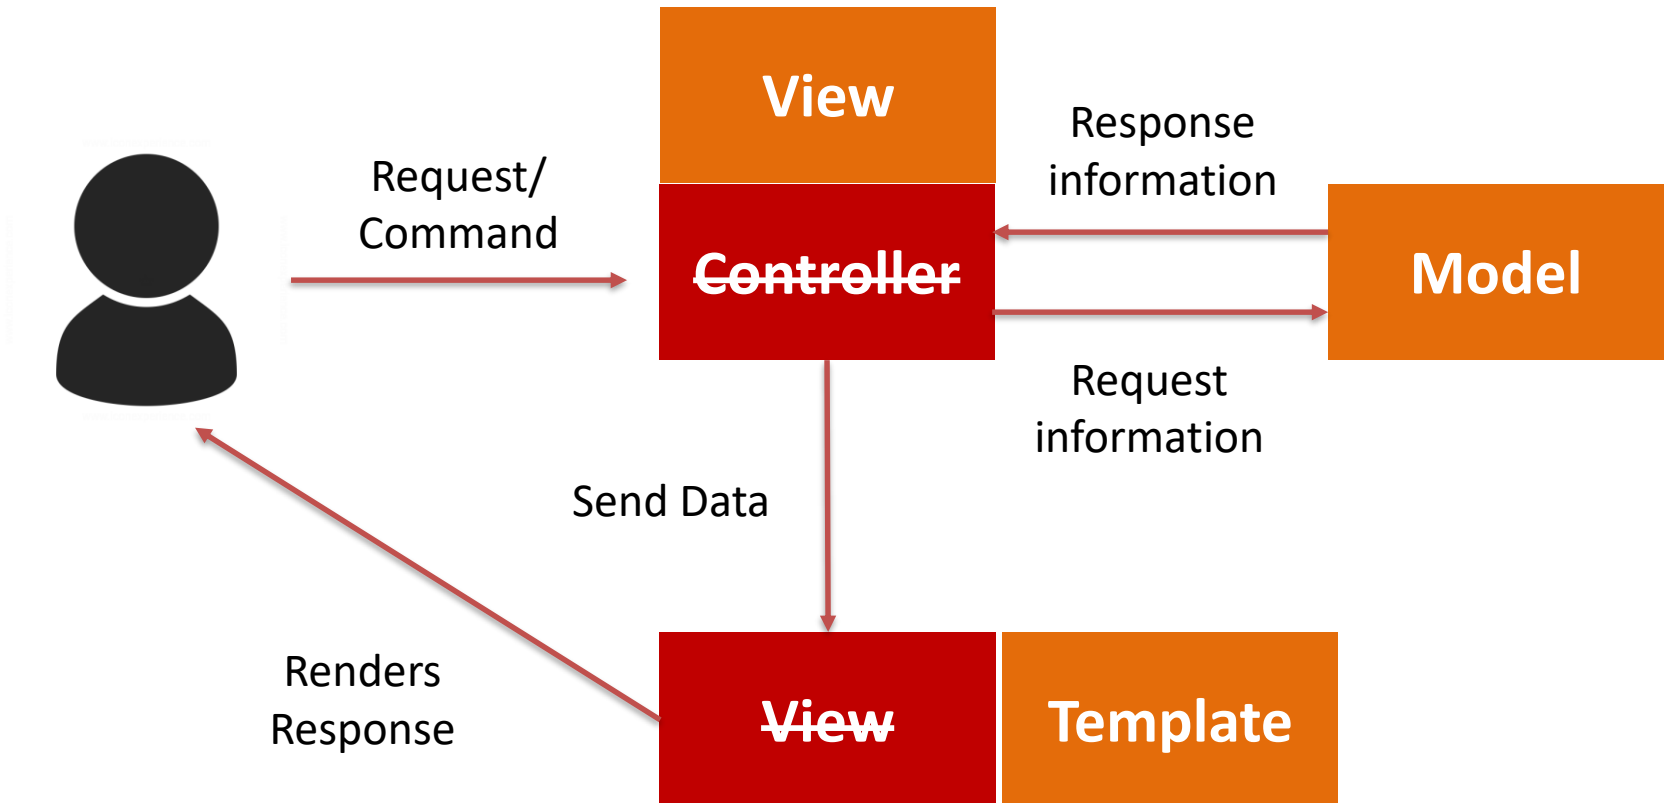 View
Response
information
Request/
Command
Controller
Model
Request
information
Send Data
Renders
Response
View
Template